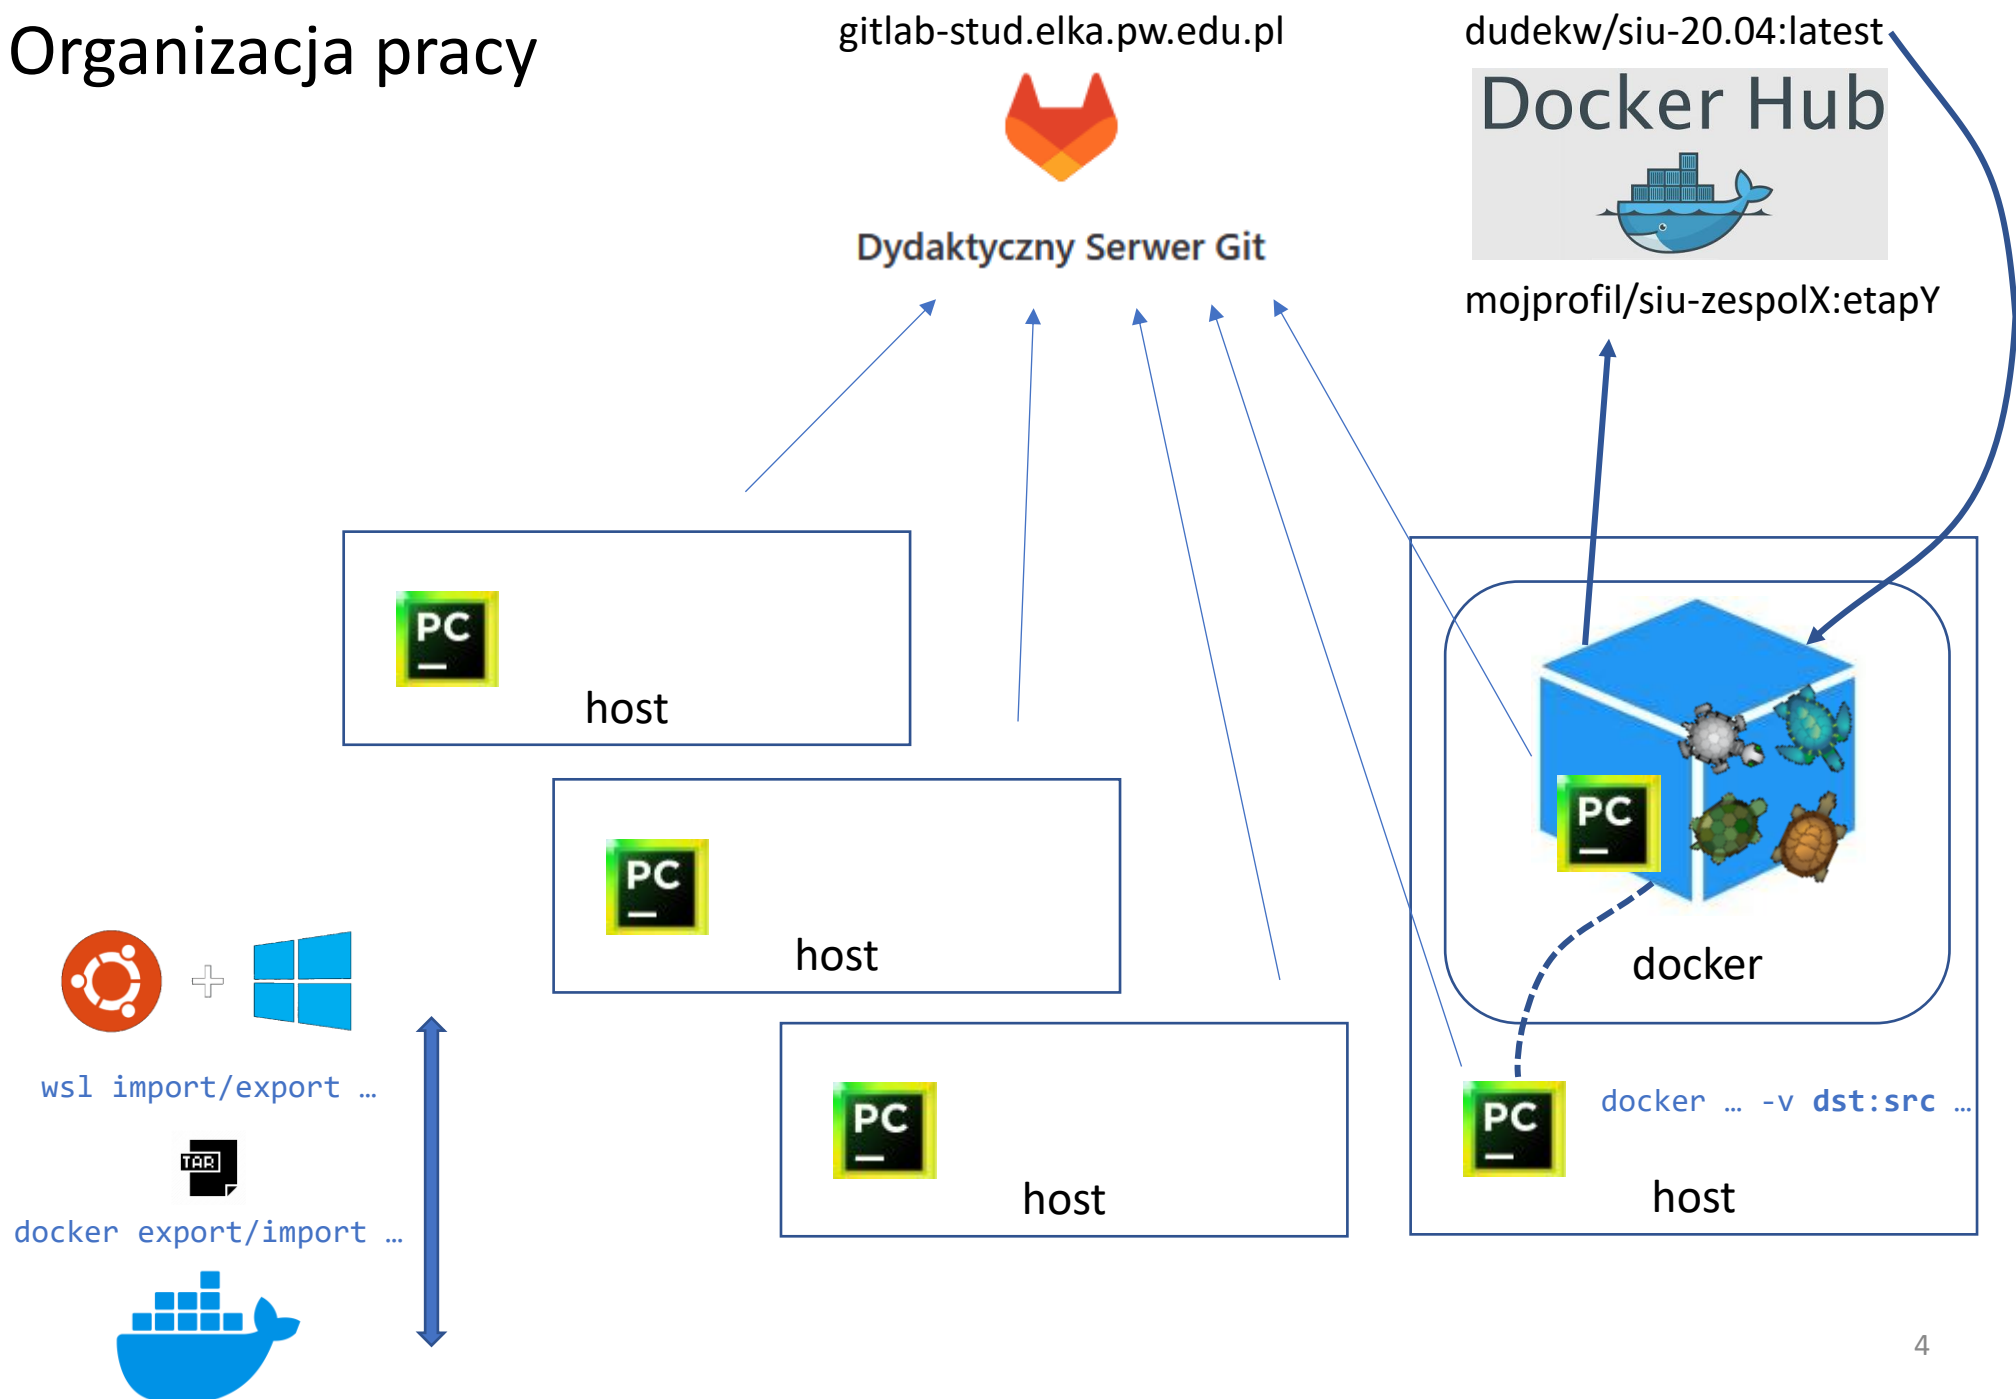 Organizacja pracy
gitlab-stud.elka.pw.edu.pl
Dydaktyczny Serwer Git
dudekw/siu-20.04:latest
Docker Hub
mojprofil/siu-zespolX:etapY
PC
host
PC
host
PC
host
PC
docker
PC
docker … -v dst:src …
host
wsl import/export …
TAR
docker export/import …
4